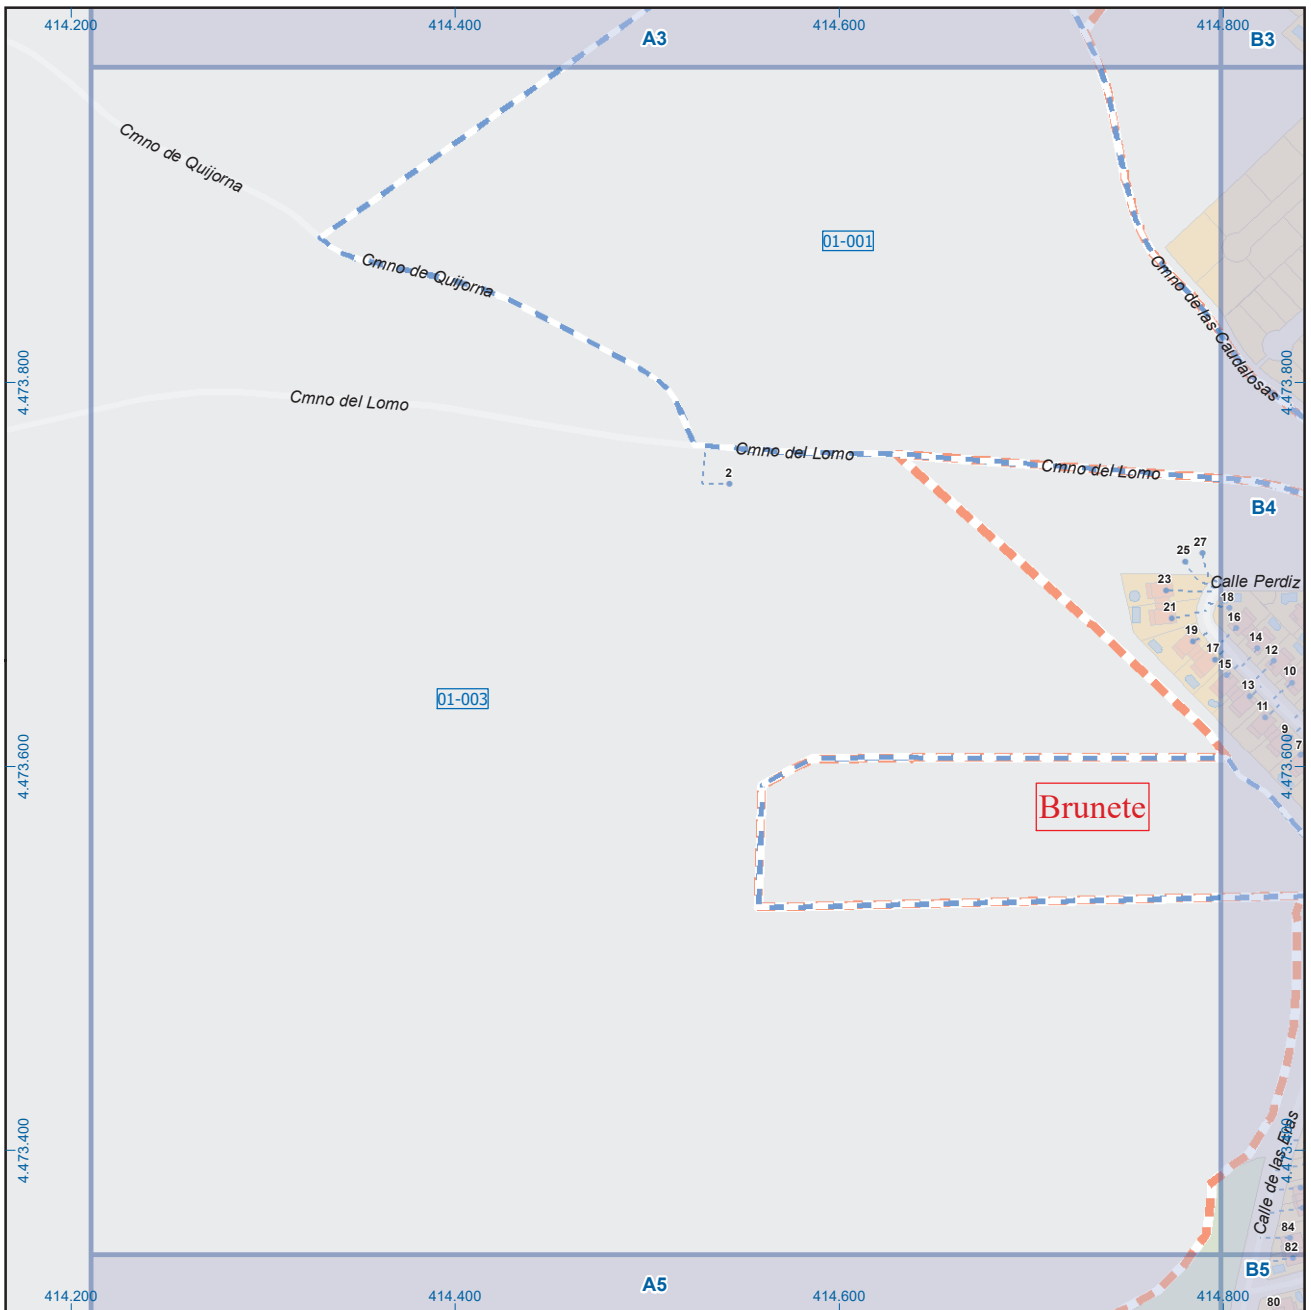 414.200
414.400
414.600
414.800
A3
B3
Cmno de Quijorna
01-001
Cmno de Quijorna
Cmno de las Caudalosas
4.473.800
4.473.800
Cmno del Lomo
Cmno del Lomo
Cmno del Lomo
2
B4
27
25
23
Calle Perdiz
21
18
19
16
17
14
15
12
13
10
11
9
7
01-003
4.473.600
4.473.600
Brunete
4.473.400
4.473.400
Calle de las Eras
84
82
A5
B5
80
414.200
414.400
414.600
414.800